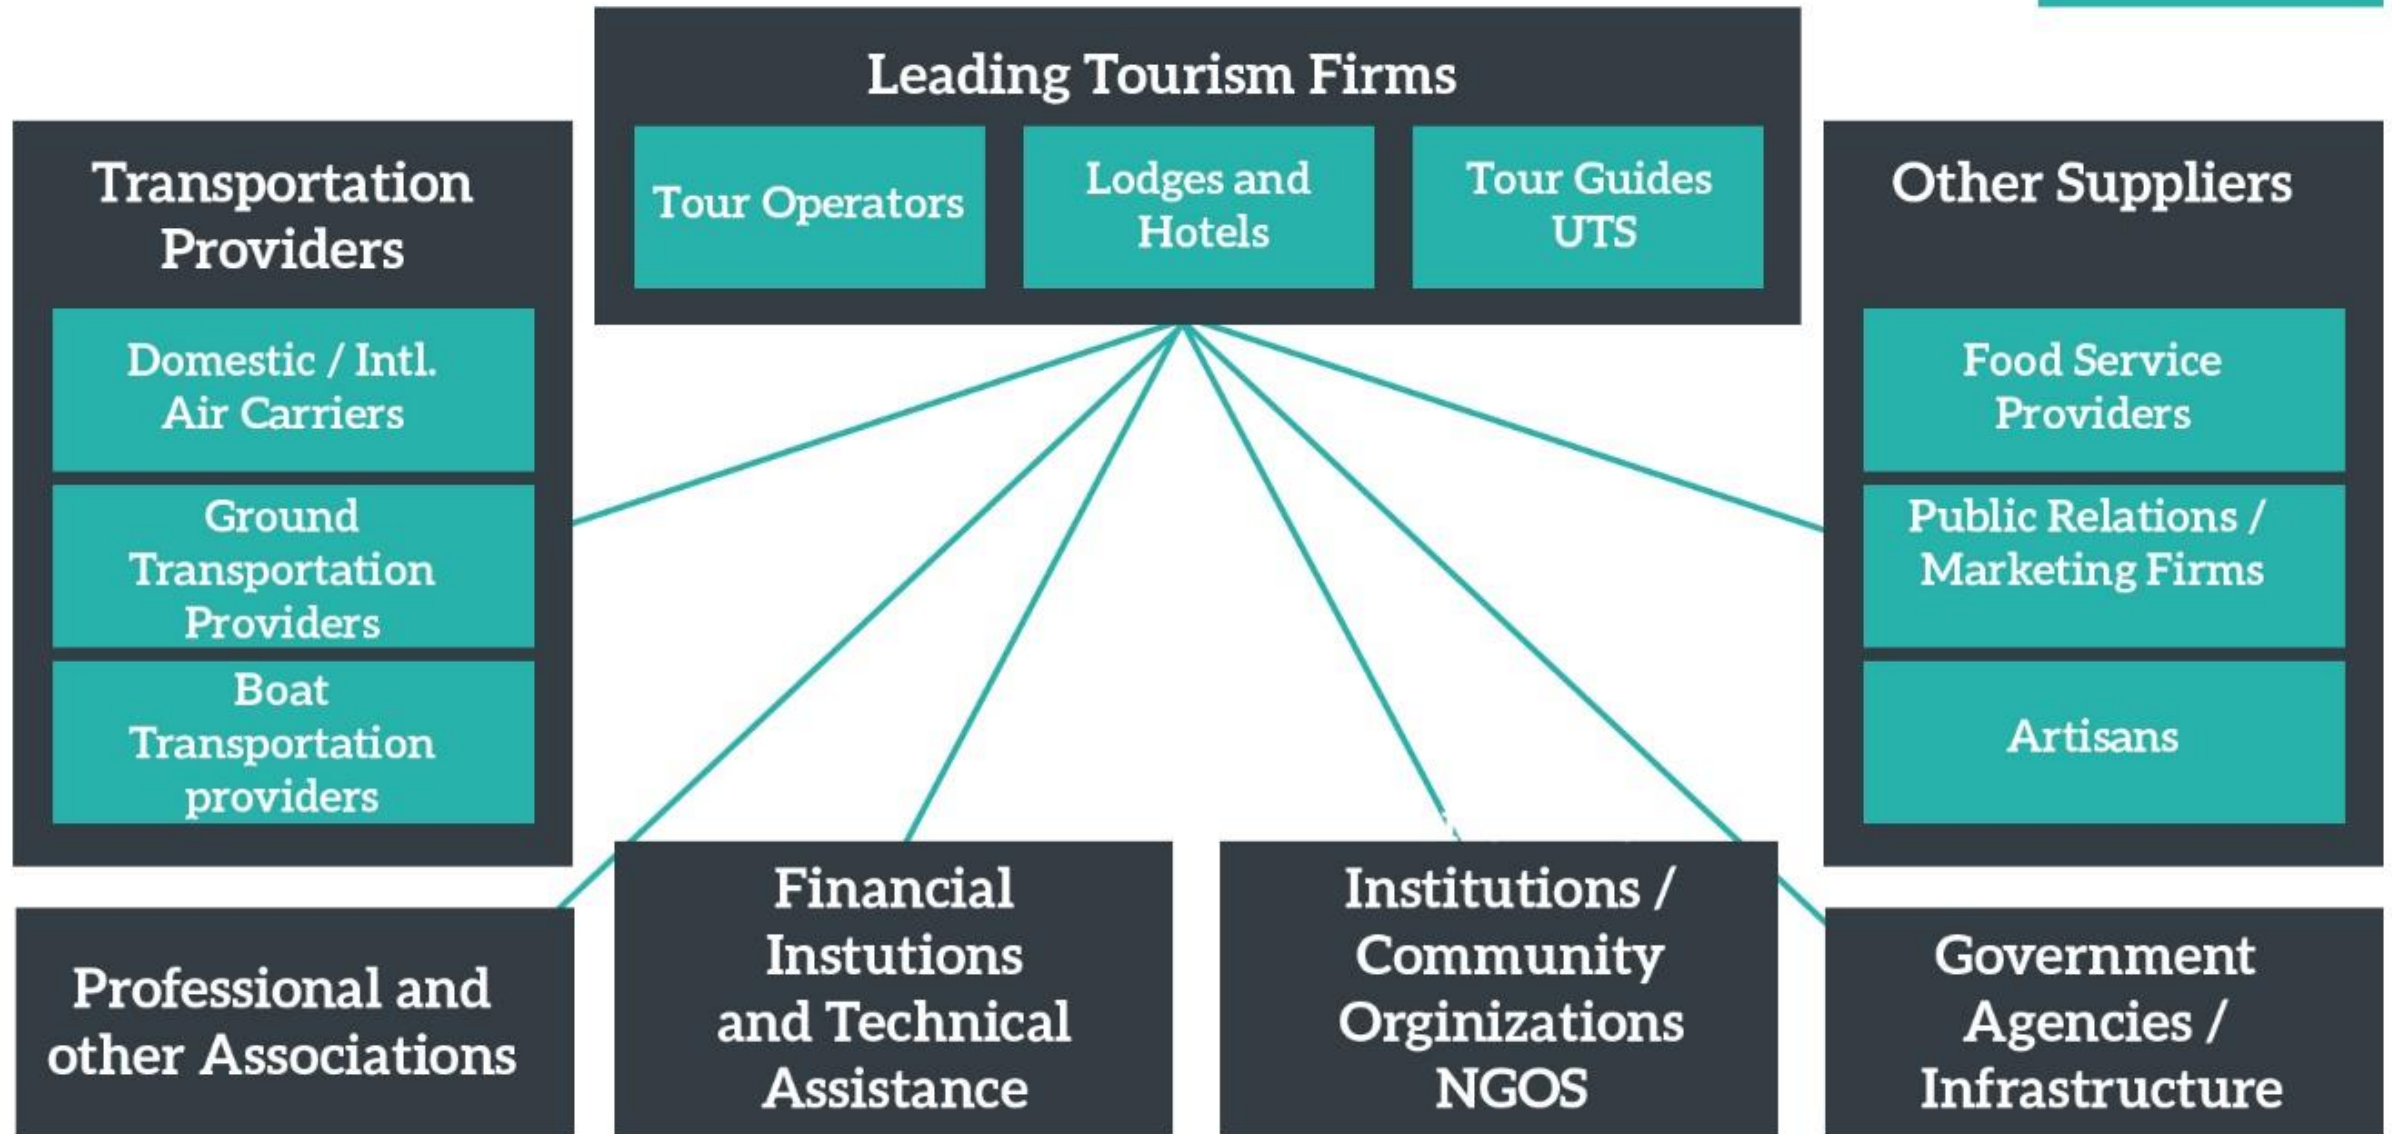 Leading Tourism Firms
Tour Operators
Lodges and
Hotels
Tour Guides
UTS
Transportation
Providers
Domestic / Intl.
Air Carriers
Ground
Transportation
Providers
Boat
Transportation
providers
Other Suppliers
Food Service
Providers
Public Relations /
Marketing Firms
Artisans
Professional and
other Associations
Financial
Instutions
and Technical
Assistance
Institutions /
Community
Orginizations
NGOS
Government
Agencies /
Infrastructure